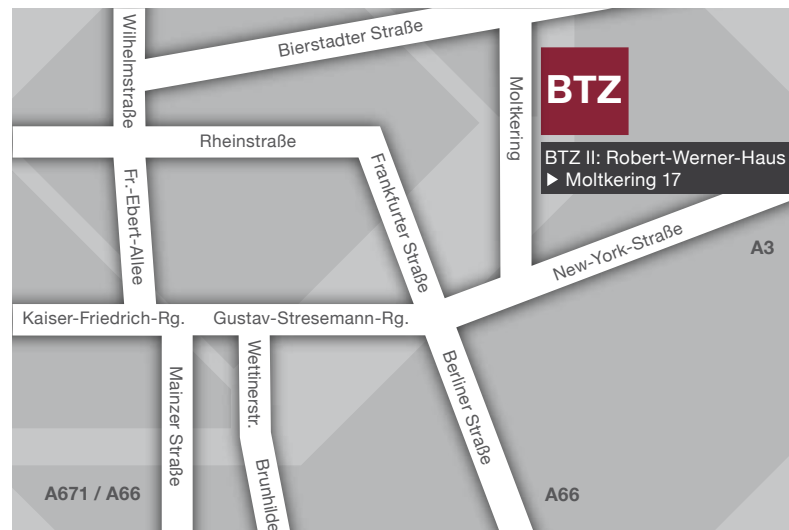 Wilhelmstraße
Bierstadter Straße
Moltkering
BTZ
BTZ II: Robert-Werner-Haus
▶ Moltkering 17
Rheinstraße
Fr.-Ebert-Allee
Frankfurter Straße
New-York-Straße
A3
Kaiser-Friedrich-Rg.
Gustav-Stresemann-Rg.
Mainzer Straße
Wettinerstr.
Brunhilde
Berliner Straße
A671 / A66
A66